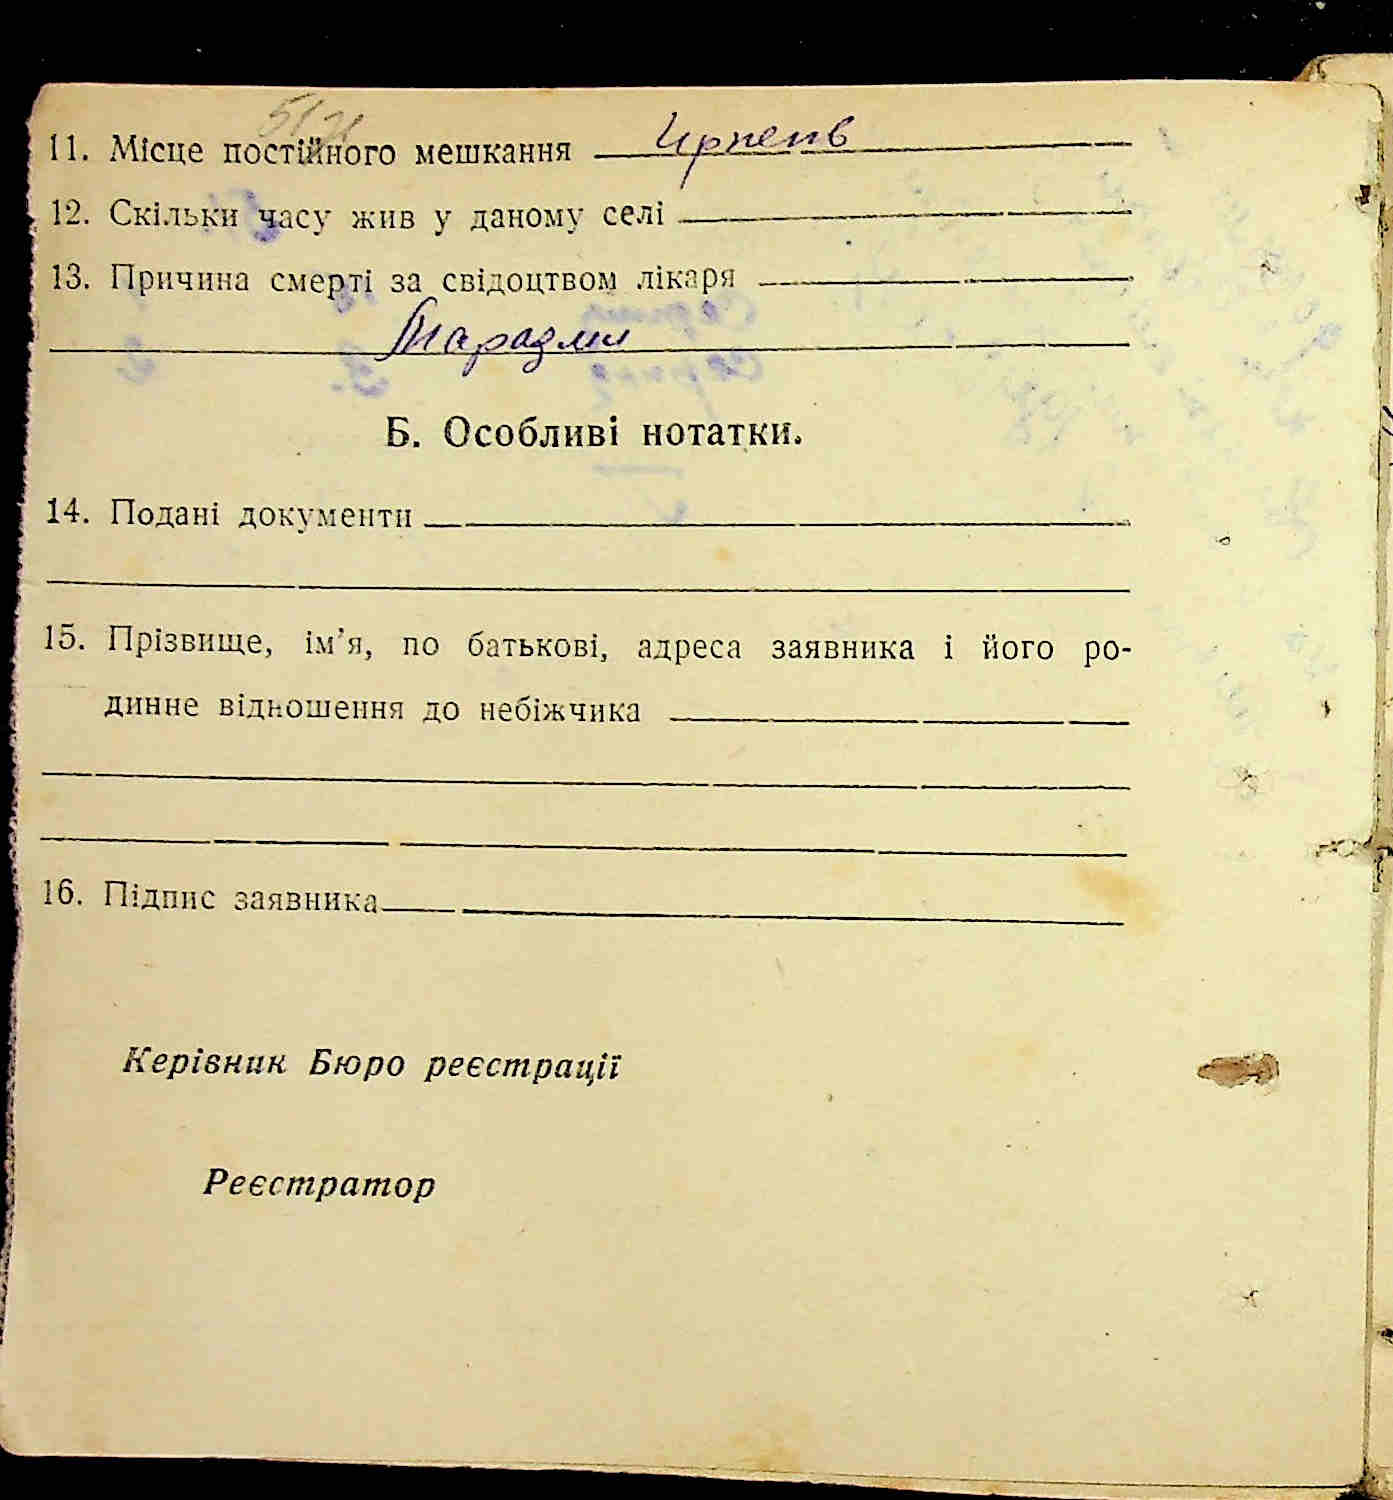 11. Місце постійного мешкання Ирпень
12. Скільки часу жив у даному селі
13. Причина смерті за свідоцтвом лікаря
Маразми
Б. Особливі нотатки.
14. Подані документи
15. Прізвище, ім’я, по батькові, адреса заявника і його ро-
динне відношення до небіжчика
16. Підпис заявника
Керівник Бюро реєстрації
Реєстратор